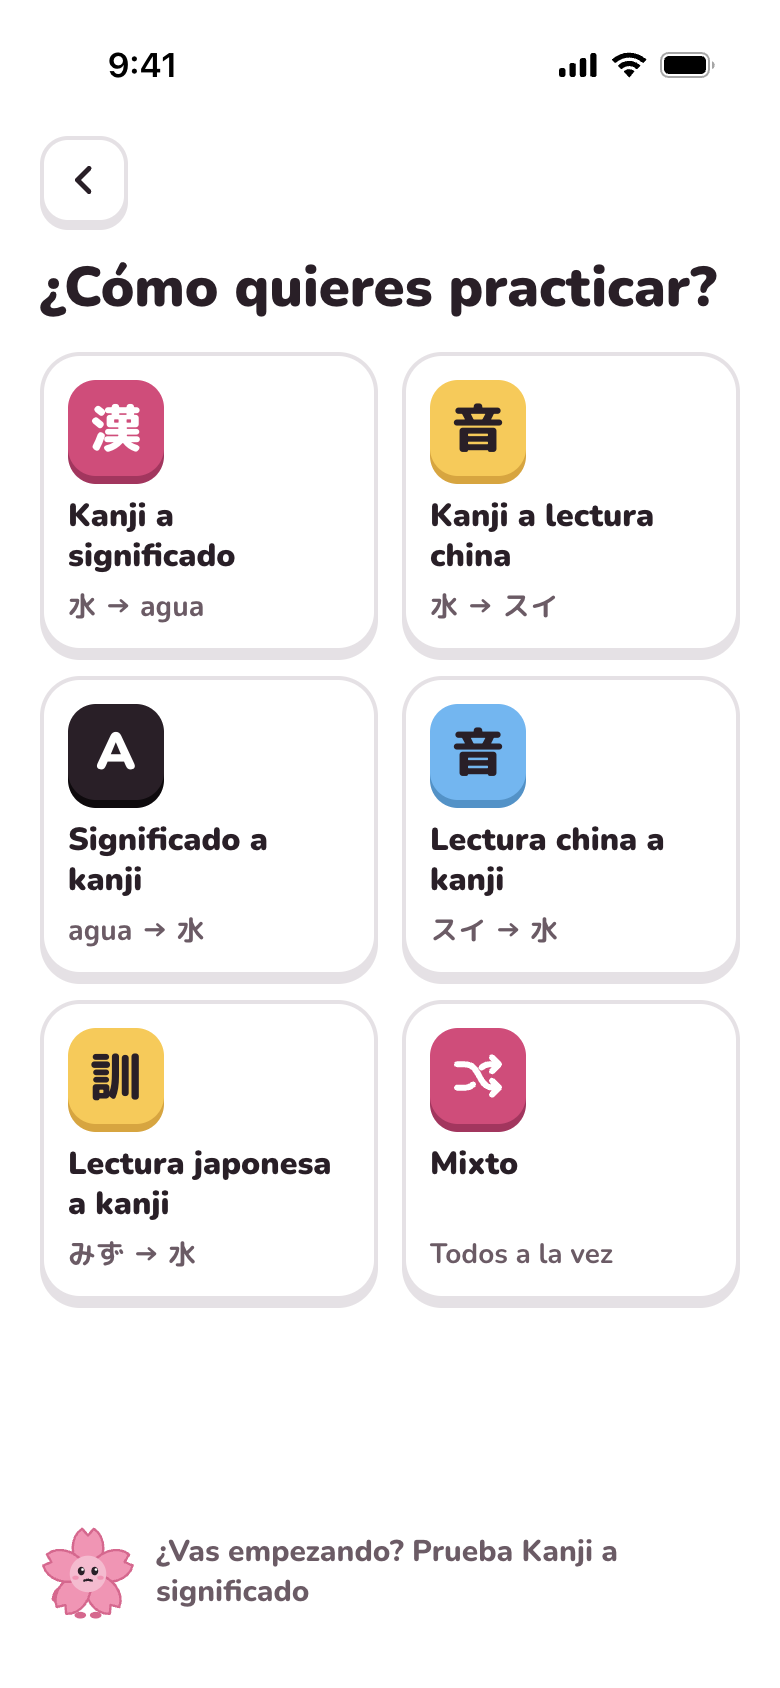 9:41
¿Cómo quieres practicar?
漢
Kanji a
significado
水 → agua
音
Kanji a lectura
china
水 → スイ
A
Significado a
kanji
agua → 水
音
Lectura china a
kanji
スイ → 水
訓
Lectura japonesa
a kanji
みず → 水
Mixto
Todos a la vez
¿Vas empezando? Prueba Kanji a
significado